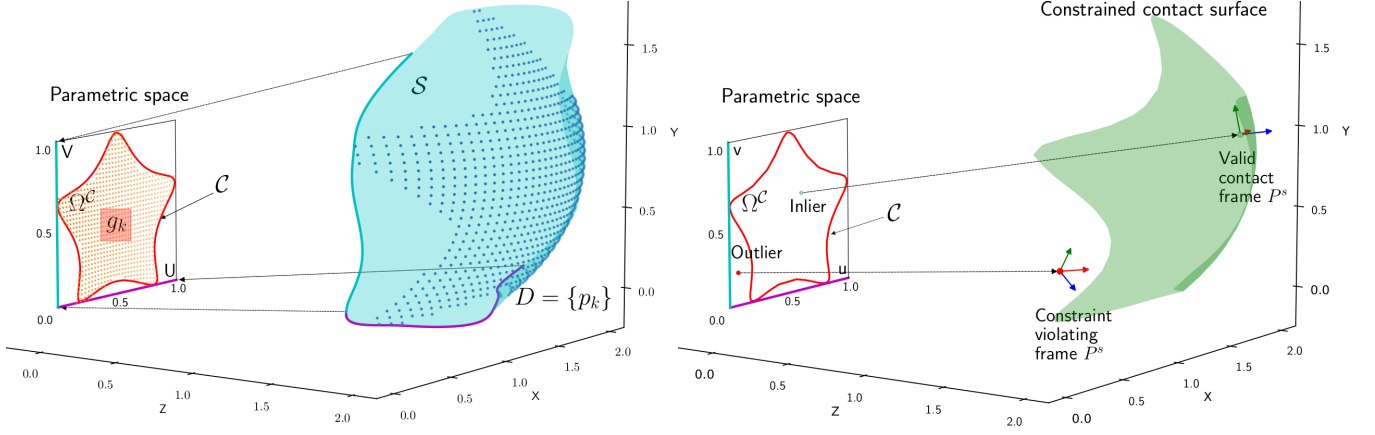 Parametric space
V
1.0
Ω^C
g_k
C
0.5
U
1.0
0.5
0.0
S
D = {p_k}
1.5
1.0
Y
0.5
0.0
0.0
0.5
1.0
1.5
2.0
Z
0.0
0.5
1.0
1.5
2.0
X
Constrained contact surface
Parametric space
v
1.0
Ω^C
Inlier
C
0.5
Outlier
u
1.0
0.5
0.0
Valid
contact
frame P^s
Constraint
violating
frame P^s
1.5
1.0
Y
0.5
0.0
0.0
0.5
1.0
1.5
2.0
Z
0.0
0.5
1.0
1.5
2.0
X